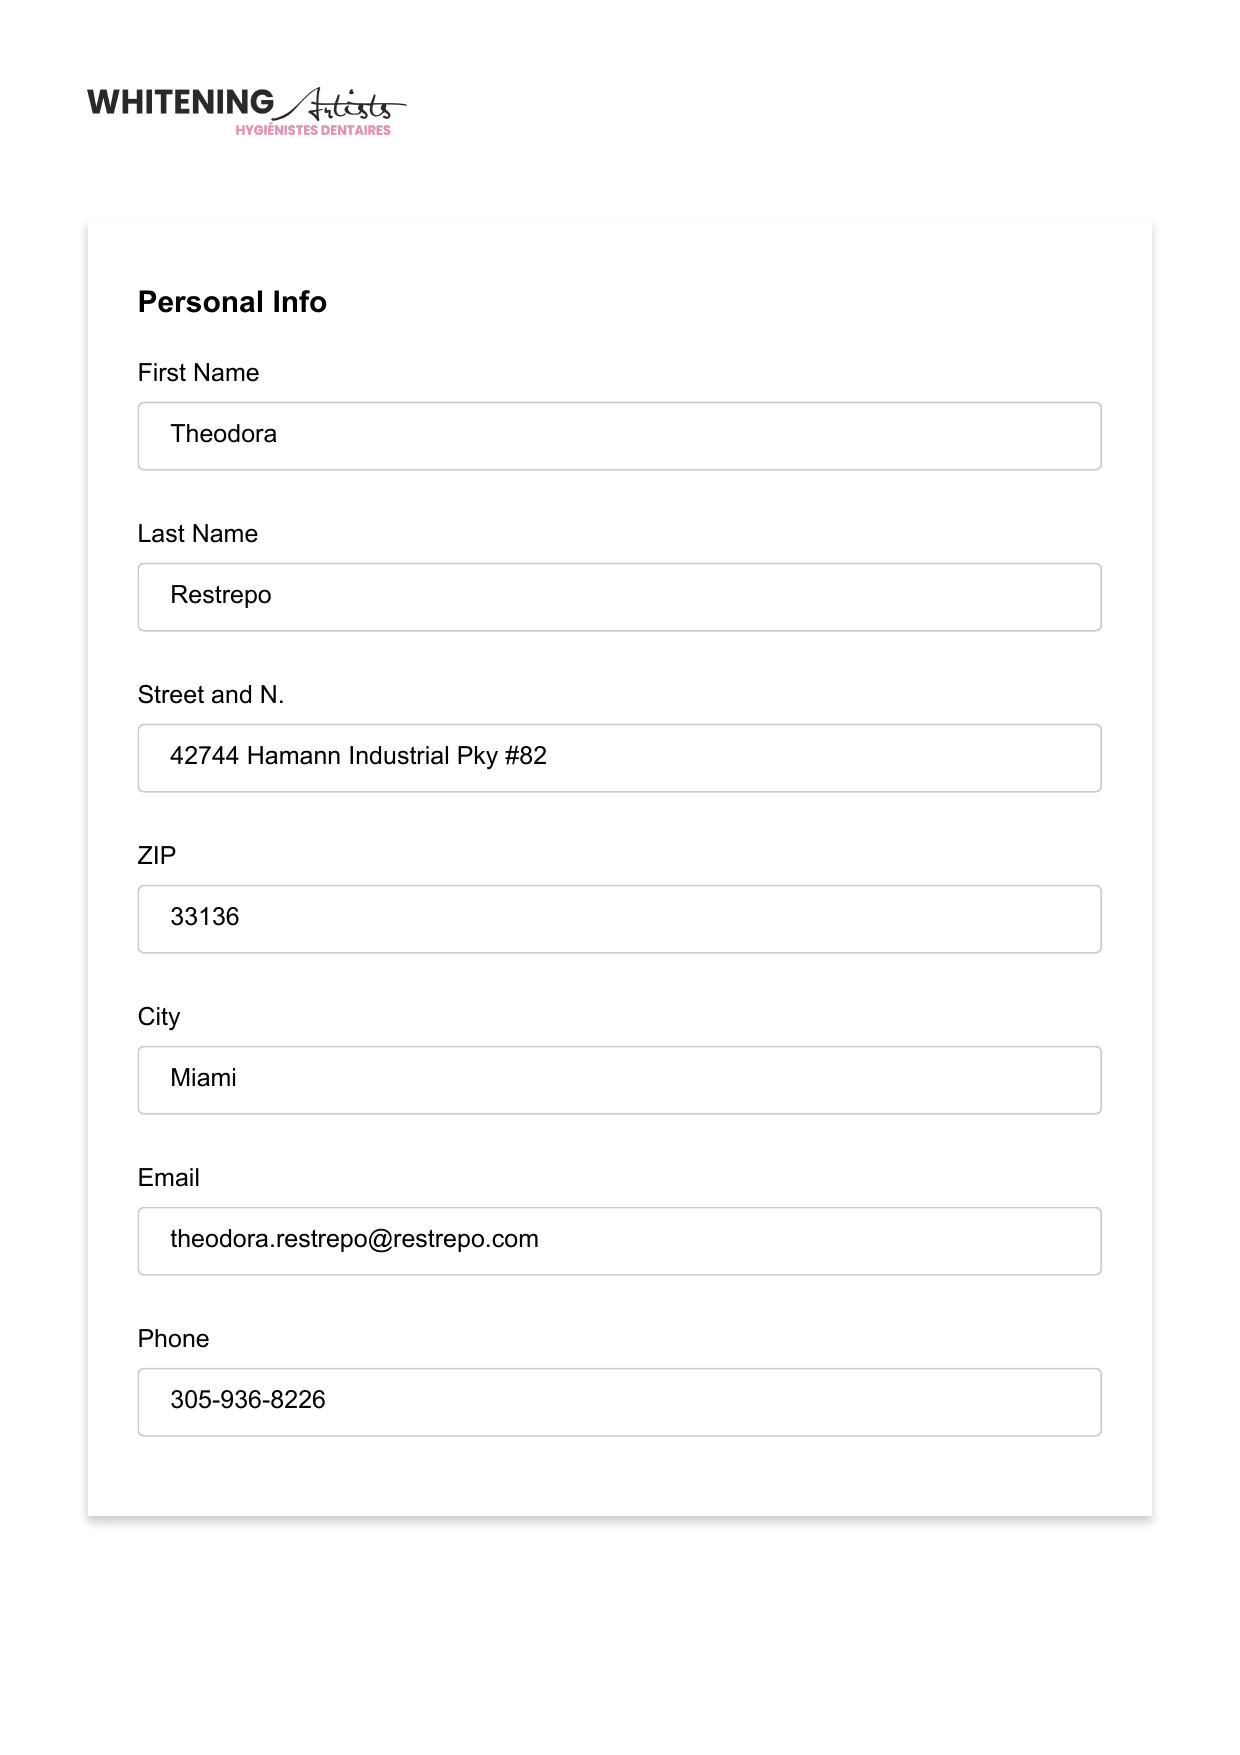 WHITENING Artists
HYGIÉNISTES DENTAIRES
Personal Info
First Name
Theodora
Last Name
Restrepo
Street and N.
42744 Hamann Industrial Pky #82
ZIP
33136
City
Miami
Email
theodora.restrepo@restrepo.com
Phone
305-936-8226